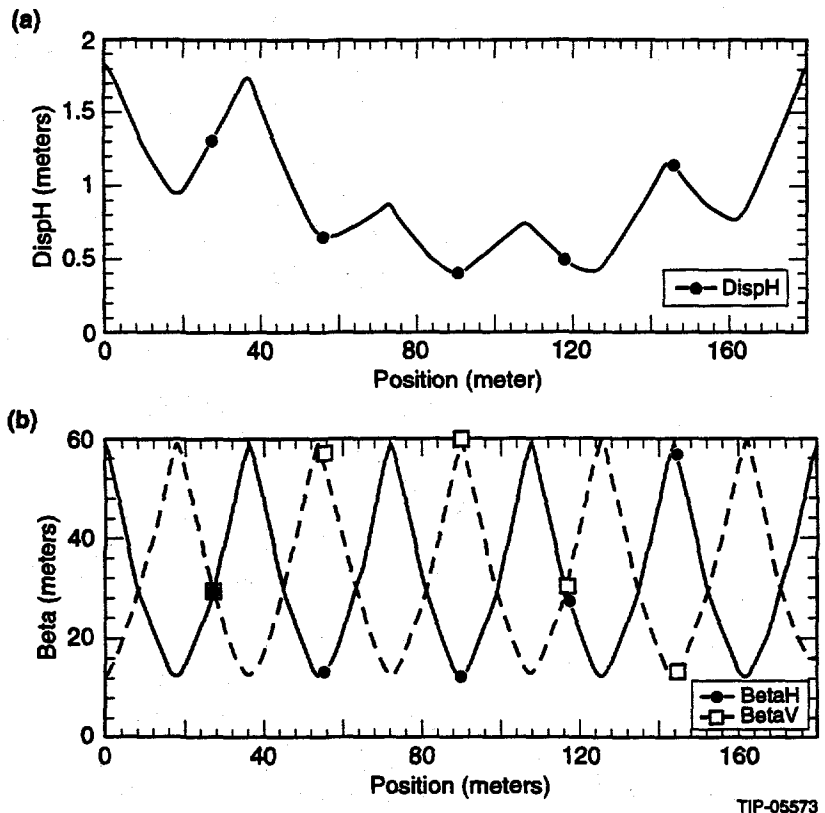 (a)
2
1.5
1
0.5
0
DispH (meters)
DispH
0 40 80 120 160
Position (meter)
(b)
60
40
20
0
Beta (meters)
BetaH
BetaV
0 40 80 120 160
Position (meters)
TIP-05573